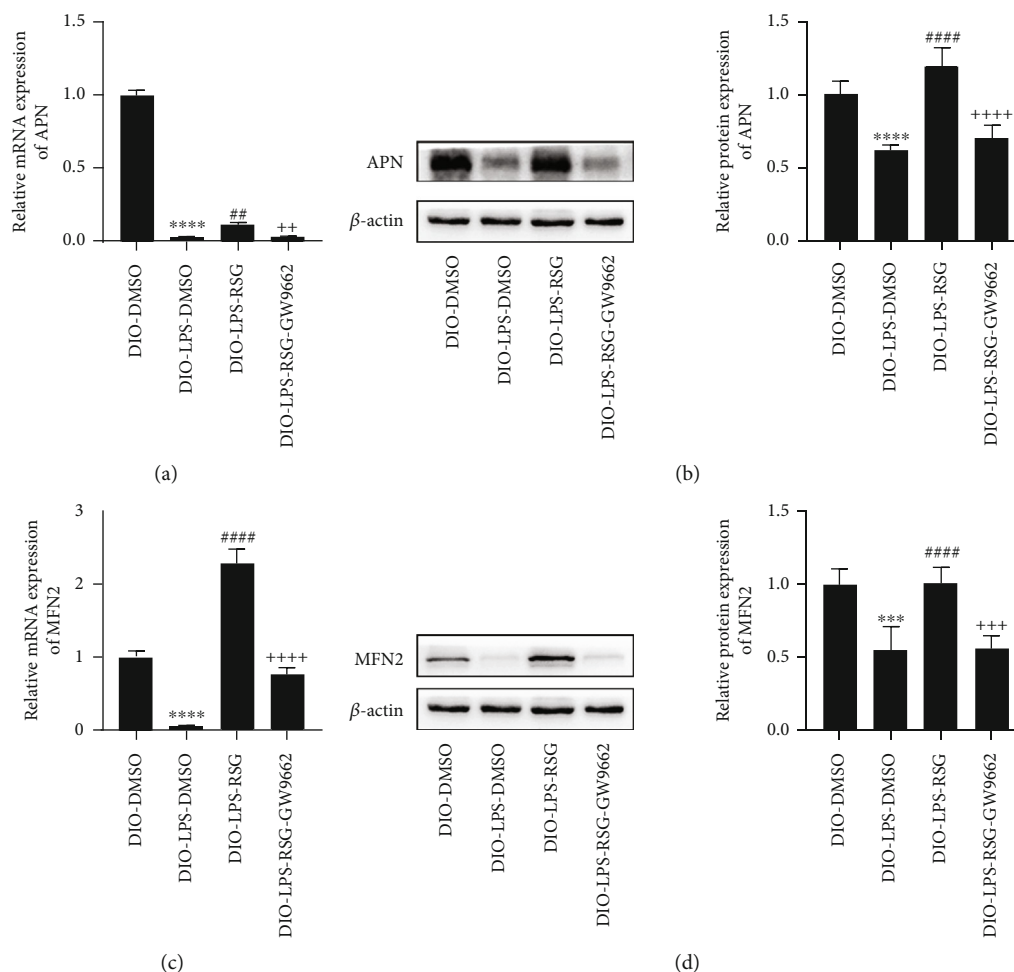 Relative mRNA expression
of APN
1.0
0.5
0.0
****
##
++
DIO-DMSO
DIO-LPS-DMSO
DIO-LPS-RSG
DIO-LPS-RSG-GW9662
(a)
APN
β-actin
DIO-DMSO
DIO-LPS-DMSO
DIO-LPS-RSG
DIO-LPS-RSG-GW9662
Relative protein expression
of APN
1.5
1.0
0.5
0.0
****
####
++++
DIO-DMSO
DIO-LPS-DMSO
DIO-LPS-RSG
DIO-LPS-RSG-GW9662
(b)
Relative mRNA expression
of MFN2
3
2
1
0
****
####
++++
DIO-DMSO
DIO-LPS-DMSO
DIO-LPS-RSG
DIO-LPS-RSG-GW9662
(c)
MFN2
β-actin
DIO-DMSO
DIO-LPS-DMSO
DIO-LPS-RSG
DIO-LPS-RSG-GW9662
Relative protein expression
of MFN2
1.5
1.0
0.5
0.0
***
####
+++
DIO-DMSO
DIO-LPS-DMSO
DIO-LPS-RSG
DIO-LPS-RSG-GW9662
(d)